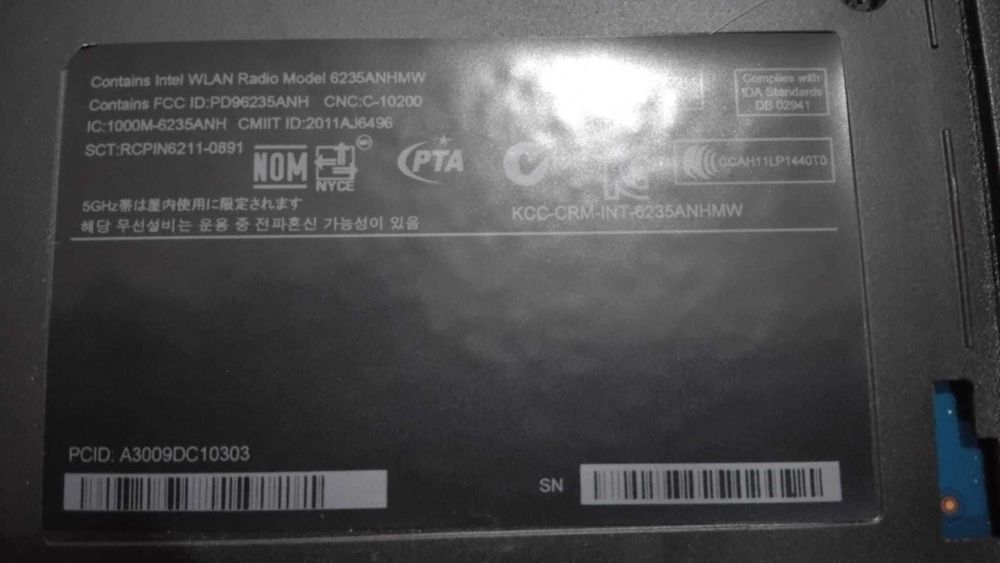 Contains Intel WLAN Radio Model 6235ANHMW
Contains FCC ID:PD96235ANH CNC:C-10200
IC:1000M-6235ANH CMIIT ID:2011AJ6496
SCT:RCPIN6211-0891
NOM
NYCE
PTA
Complies with
IDA Standards
DB 02941
CCAH11LP1440T0
KCC-CRM-INT-6235ANHMW
5GHz帯は屋内使用に限定されます
해당 무선설비는 운용 중 전파혼신 가능성이 있음
PCID: A3009DC10303
SN